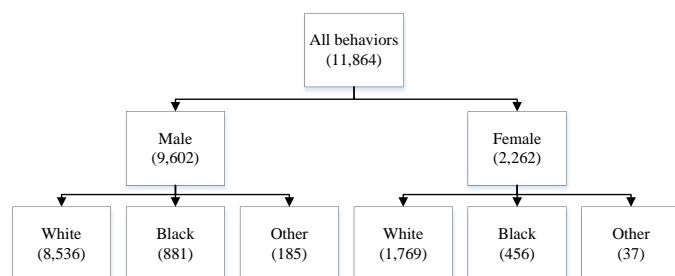 All behaviors
(11,864)
Male
(9,602)
Female
(2,262)
White
(8,536)
Black
(881)
Other
(185)
White
(1,769)
Black
(456)
Other
(37)